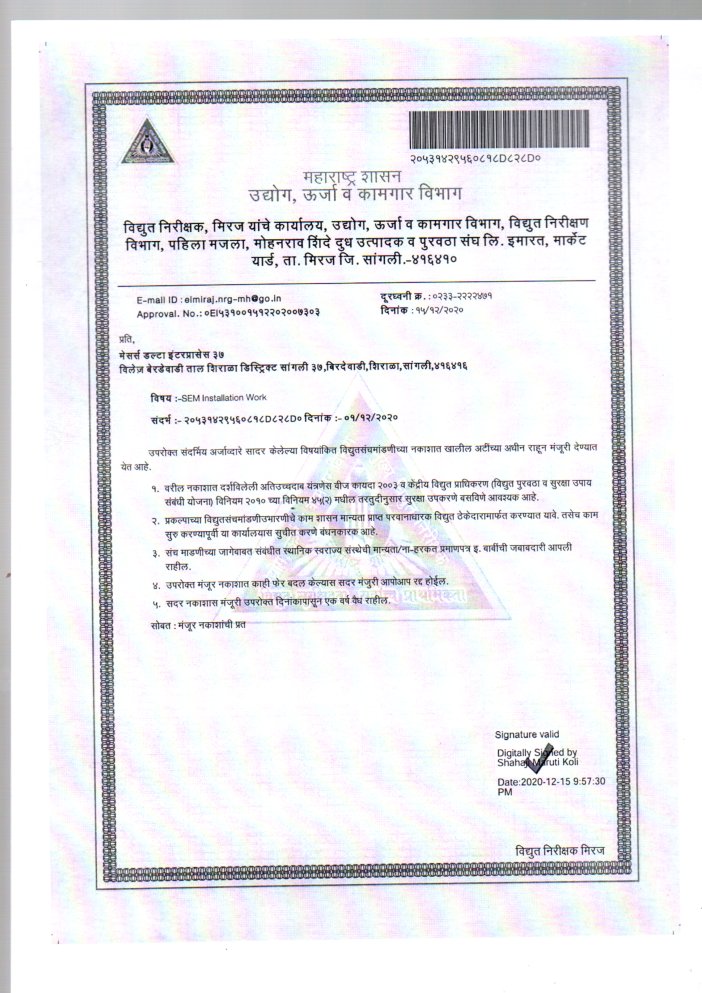 २०५३१४२९५६०८१८D८२८D०
महाराष्ट्र शासन
उद्योग, ऊर्जा व कामगार विभाग
विद्युत निरीक्षक, मिरज यांचे कार्यालय, उद्योग, ऊर्जा व कामगार विभाग, विद्युत निरीक्षण
विभाग, पहिला मजला, मोहनराव शिंदे दुध उत्पादक व पुरवठा संघ लि. इमारत, मार्केट
यार्ड, ता. मिरज जि. सांगली.-४१६४१०
E-mail ID : eimiraj.nrg-mh@go.in
दूरध्वनी क्र. : ०२३३-२२२२४७१
Approval. No.: ०EI५३१००१५१२२०२००७३०३
दिनांक : १५/१२/२०२०
प्रति,
मेसर्स डल्टा इंटरप्रासेस ३७
विलेज बेरडेवाडी ताल शिराळा डिस्ट्रिक्ट सांगली ३७,बिरदेवाडी,शिराळा,सांगली,४१६४१६
विषय :–SEM Installation Work
संदर्भ :– २०५३१४२९५६०८१८D८२८D० दिनांक :– ०१/१२/२०२०
उपरोक्त संदर्भिय अर्जाव्दारे सादर केलेल्या विषयांकित विद्युतसंचमांडणीच्या नकाशात खालील अटींच्या अधीन राहून मंजूरी देण्यात
येत आहे.
१. वरील नकाशात दर्शविलेली अतिउच्चदाब यंत्रणेस वीज कायदा २००३ व केंद्रीय विद्युत प्राधिकरण (विद्युत पुरवठा व सुरक्षा उपाय
संबंधी योजना) विनियम २०१० च्या विनियम ४५(२) मधील तरतुदीनुसार सुरक्षा उपकरणे बसविणे आवश्यक आहे.
२. प्रकल्पाच्या विद्युतसंचमांडणीउभारणीचे काम शासन मान्यता प्राप्त परवानाधारक विद्युत ठेकेदारामार्फत करण्यात यावे. तसेच काम
सुरु करण्यापूर्वी या कार्यालयास सुचीत करणे बंधनकारक आहे.
३. संच माडणीच्या जागेबाबत संबंधीत स्थानिक स्वराज्य संस्थेची मान्यता/ना-हरकत प्रमाणपत्र इ. बाबींची जबाबदारी आपली
राहील.
४. उपरोक्त मंजूर नकाशात काही फेर बदल केल्यास सदर मंजुरी आपोआप रद्द होईल.
५. सदर नकाशास मंजूरी उपरोक्त दिनांकापासून एक वर्ष वैध राहील.
सोबत : मंजूर नकाशांची प्रत
Signature valid
Digitally Signed by
Shahaji Maruti Koli
Date:2020-12-15 9:57:30
PM
विद्युत निरीक्षक मिरज